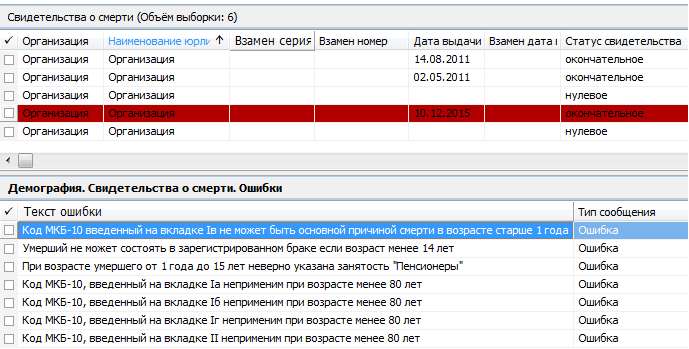 Свидетельства о смерти (Объём выборки: 6)
✓ Организация Наименование юрли ↑ Взамен серия Взамен номер Дата выдачи Взамен дата Статус свидетельства
Организация Организация 14.08.2011 окончательное
Организация Организация 02.05.2011 окончательное
Организация Организация нулевое
Организация Организация 10.12.2015 окончательное
Организация Организация нулевое
Демография. Свидетельства о смерти. Ошибки
✓ Текст ошибки Тип сообщения
Код МКБ-10 введенный на вкладке Iв не может быть основной причиной смерти в возрасте старше 1 года Ошибка
Умерший не может состоять в зарегистрированном браке если возраст менее 14 лет Ошибка
При возрасте умершего от 1 года до 15 лет неверно указана занятость "Пенсионеры" Ошибка
Код МКБ-10, введенный на вкладке Iа неприменим при возрасте менее 80 лет Ошибка
Код МКБ-10, введенный на вкладке Iб неприменим при возрасте менее 80 лет Ошибка
Код МКБ-10, введенный на вкладке Iг неприменим при возрасте менее 80 лет Ошибка
Код МКБ-10, введенный на вкладке II неприменим при возрасте менее 80 лет Ошибка